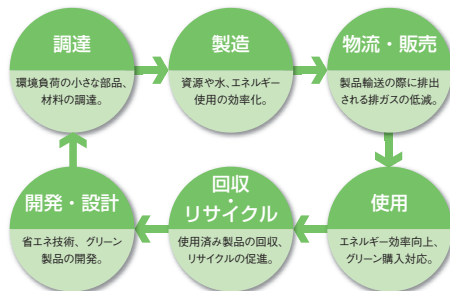 調達
環境負荷の小さな部品、
材料の調達。
製造
資源や水、エネルギー
使用の効率化。
物流・販売
製品輸送の際に排出
される排ガスの低減。
使用
エネルギー効率向上、
グリーン購入対応。
回収
・
リサイクル
使用済み製品の回収、
リサイクルの促進。
開発・設計
省エネ技術、グリーン
製品の開発。